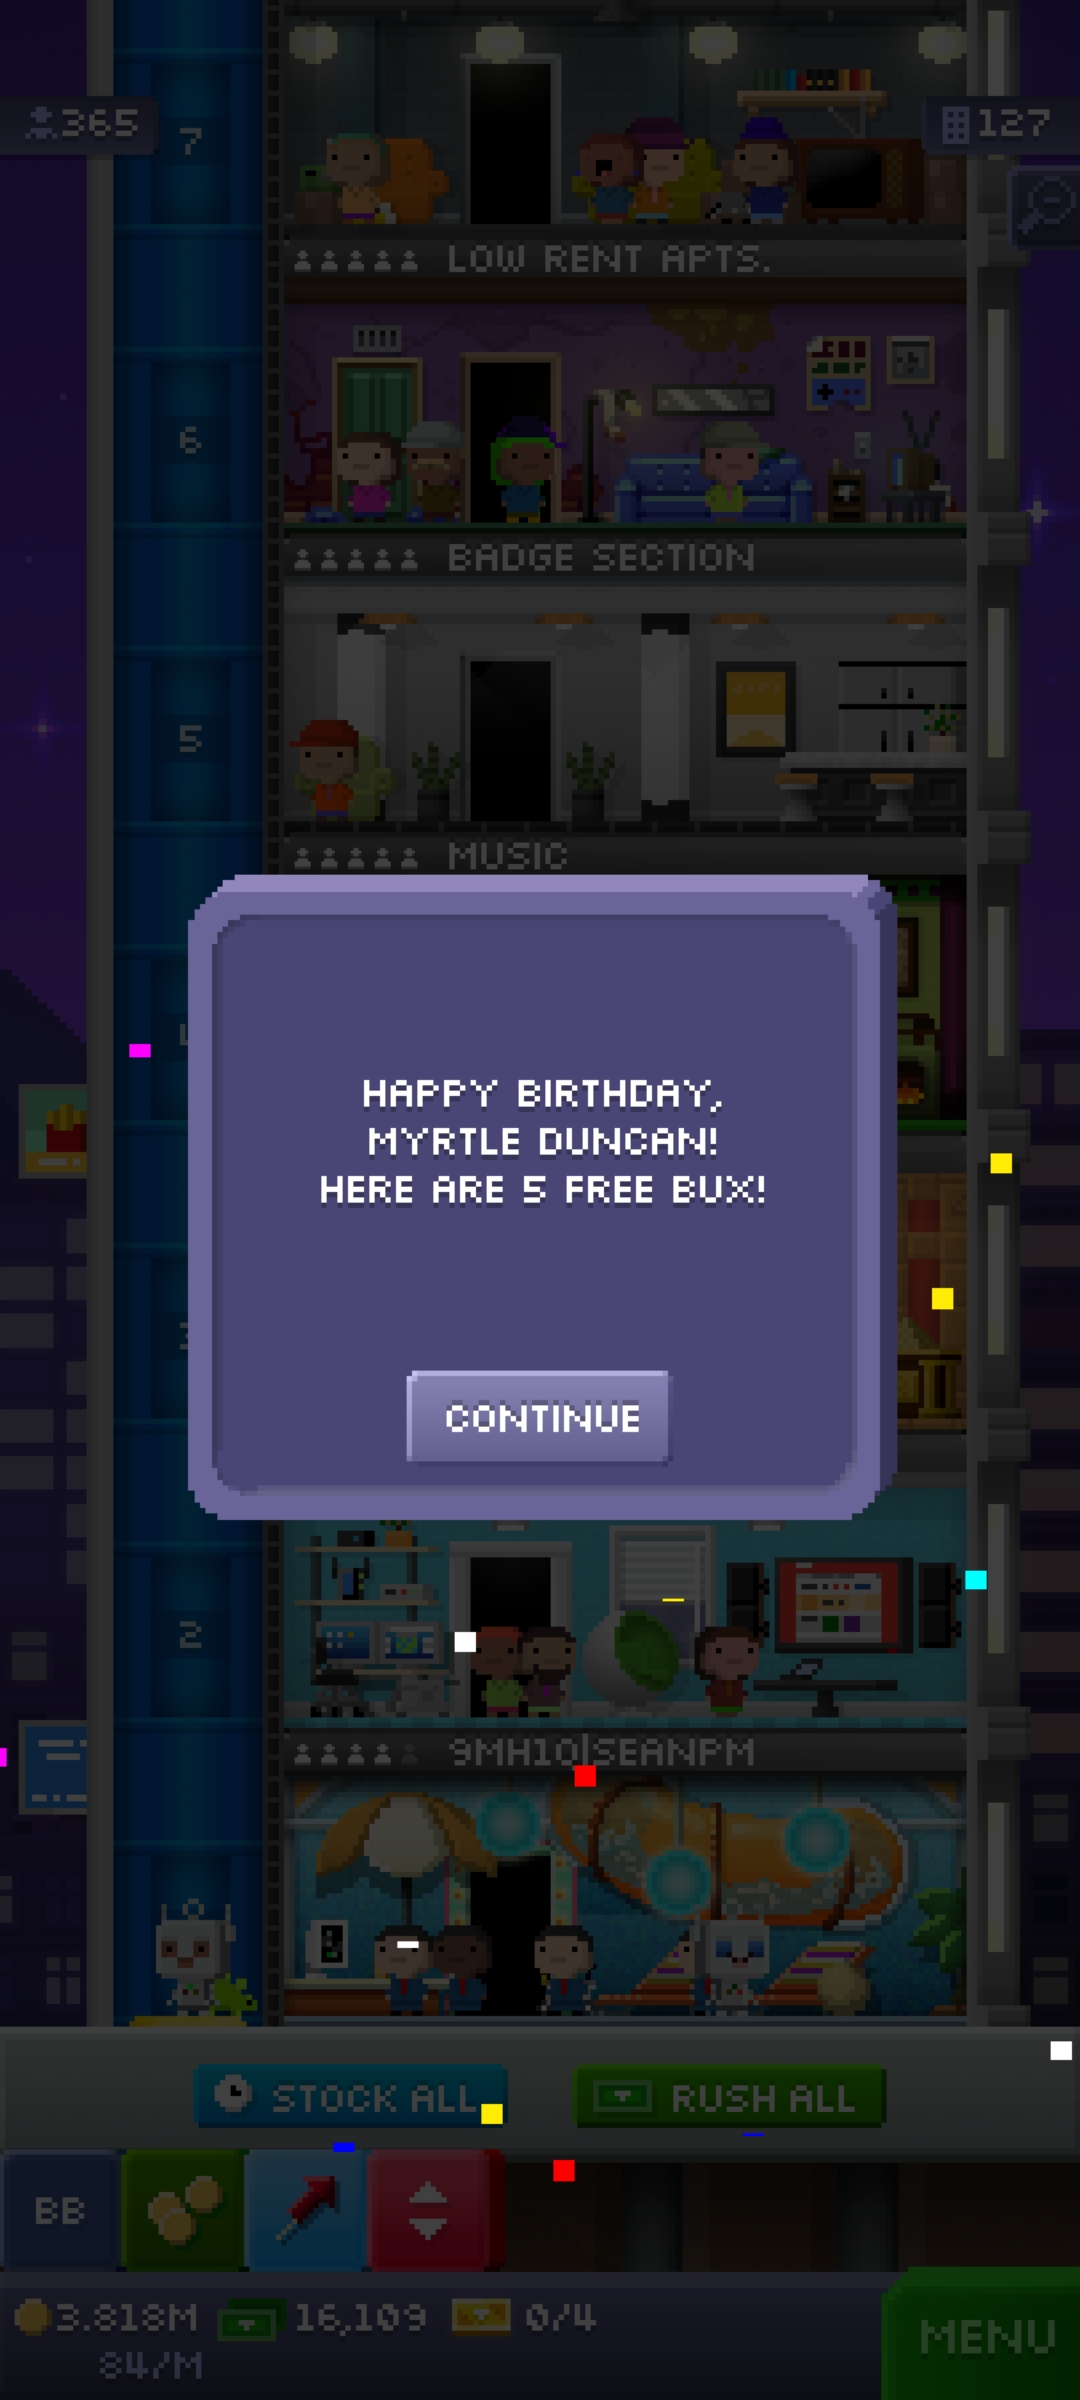 365
7
127
LOW RENT APTS.
6
BADGE SECTION
5
MUSIC
HAPPY BIRTHDAY,
MYRTLE DUNCAN!
HERE ARE 5 FREE BUX!
CONTINUE
2
9MH10|SEANPM
STOCK ALL
RUSH ALL
BB
3.818M
16,109
0/4
84/M
MENU